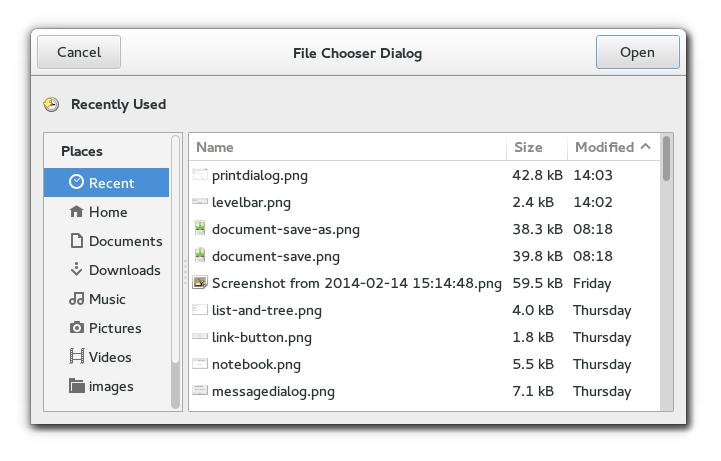 Cancel File Chooser Dialog Open
Recently Used
Places
Recent
Home
Documents
Downloads
Music
Pictures
Videos
images
Name Size Modified
printdialog.png 42.8 kB 14:03
levelbar.png 2.4 kB 14:02
document-save-as.png 38.3 kB 08:18
document-save.png 39.8 kB 08:18
Screenshot from 2014-02-14 15:14:48.png 59.5 kB Friday
list-and-tree.png 4.0 kB Thursday
link-button.png 1.8 kB Thursday
notebook.png 5.5 kB Thursday
messagedialog.png 7.1 kB Thursday